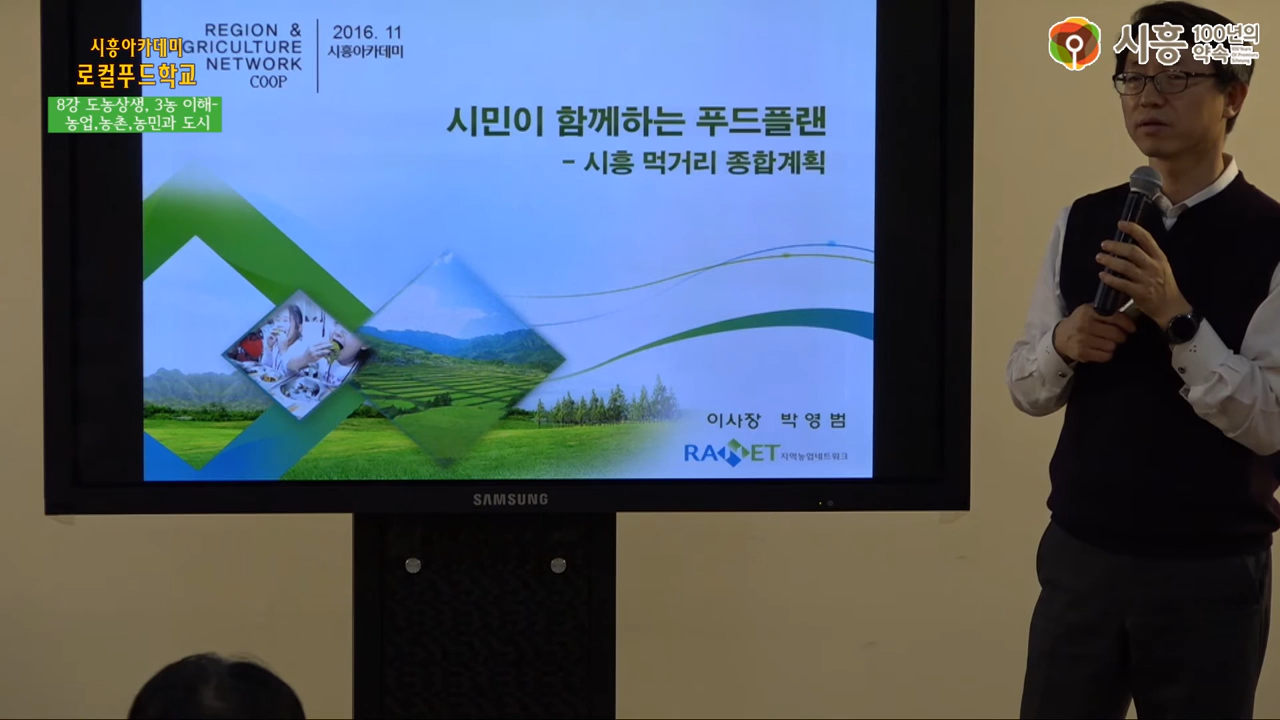 시흥아카데미
로컬푸드학교
8강 도농상생, 3농 이해-
농업,농촌,농민과 도시
REGION &
GRICULTURE
NETWORK
COOP
2016. 11
시흥아카데미
시흥 100년의
약속
시민이 함께하는 푸드플랜
- 시흥 먹거리 종합계획
이사장 박영범
RANET 지역농업네트워크
SAMSUNG